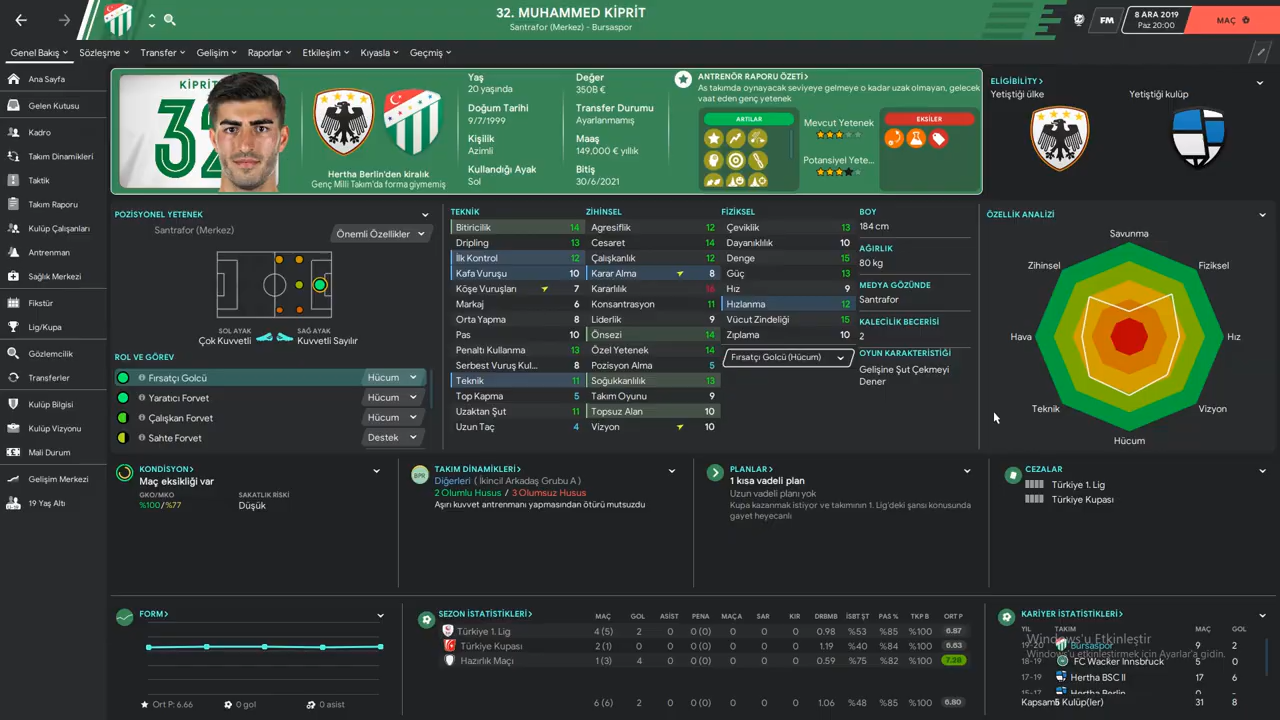 32. MUHAMMED KİPRİT
Santrafor (Merkez) - Bursaspor
FM
8 ARA 2019
Paz 20:00
MAÇ
Genel Bakış
Sözleşme
Transfer
Gelişim
Raporlar
Etkileşim
Kıyasla
Geçmiş
Ana Sayfa
Gelen Kutusu
Kadro
Takım Dinamikleri
Taktik
Takım Raporu
Kulüp Çalışanları
Antrenman
Sağlık Merkezi
Fikstür
Lig/Kupa
Gözlemcilik
Transferler
Kulüp Bilgisi
Kulüp Vizyonu
Mali Durum
Gelişim Merkezi
19 Yaş Altı
KİPRİT
32
Hertha Berlin'den kiralık
Genç Milli Takım'da forma giymemiş
Yaş
20 yaşında
Doğum Tarihi
9/7/1999
Kişilik
Azimli
Kullandığı Ayak
Sol
Değer
350B €
Transfer Durumu
Ayarlanmamış
Maaş
149,000 € yıllık
Bitiş
30/6/2021
ANTRENÖR RAPORU ÖZETİ
As takımda oynayacak seviyeye gelmeye o kadar uzak olmayan, gelecek
vaat eden genç yetenek
ARTILAR
Mevcut Yetenek
Potansiyel Yete...
EKSİLER
ELIGIBILITY
Yetiştiği ülke
Yetiştiği kulüp
POZİSYONEL YETENEK
Santrafor (Merkez)
Önemli Özellikler
SOL AYAK
Çok Kuvvetli
SAĞ AYAK
Kuvvetli Sayılır
ROL VE GÖREV
Fırsatçı Golcü Hücum
Yaratıcı Forvet Hücum
Çalışkan Forvet Hücum
Sahte Forvet Destek
TEKNİK
Bitiricilik 14
Dripling 13
İlk Kontrol 12
Kafa Vuruşu 10
Köşe Vuruşları 7
Markaj 6
Orta Yapma 8
Pas 10
Penaltı Kullanma 13
Serbest Vuruş Kul... 8
Teknik 11
Top Kapma 5
Uzaktan Şut 11
Uzun Taç 4
ZİHİNSEL
Agresiflik 12
Cesaret 14
Çalışkanlık 12
Karar Alma 8
Kararlılık 16
Konsantrasyon 11
Liderlik 9
Önsezi 14
Özel Yetenek 14
Pozisyon Alma 5
Soğukkanlılık 13
Takım Oyunu 9
Topsuz Alan 10
Vizyon 10
FİZİKSEL
Çeviklik 13
Dayanıklılık 10
Denge 15
Güç 13
Hız 9
Hızlanma 12
Vücut Zindeliği 15
Zıplama 10
Fırsatçı Golcü (Hücum)
BOY
184 cm
AĞIRLIK
80 kg
MEDYA GÖZÜNDE
Santrafor
KALECİLİK BECERİSİ
2
OYUN KARAKTERİSTİĞİ
Gelişine Şut Çekmeyi
Dener
ÖZELLİK ANALİZİ
Savunma
Zihinsel
Fiziksel
Hava
Hız
Teknik
Vizyon
Hücum
KONDİSYON
Maç eksikliği var
GKO/MKO
%100/%77
SAKATLIK RİSKİ
Düşük
TAKIM DİNAMİKLERİ
Diğerleri ( İkincil Arkadaş Grubu A )
2 Olumlu Husus / 3 Olumsuz Husus
Aşırı kuvvet antrenmanı yapmasından ötürü mutsuzdu
PLANLAR
1 kısa vadeli plan
Uzun vadeli planı yok
Kupa kazanmak istiyor ve takımının 1. Lig'deki şansı konusunda
gayet heyecanlı
CEZALAR
Türkiye 1. Lig
Türkiye Kupası
FORM
Ort P: 6.66
0 gol
0 asist
SEZON İSTATİSTİKLERİ
MAÇ GOL ASİST PENA MAÇA SAR KIR DRBMB İSBT ŞT PAS % TKP B ORT P
Türkiye 1. Lig 4 (5) 2 0 0 (0) 0 0 0 0.98 %53 %85 %100 6.87
Türkiye Kupası 2 (1) 0 0 0 (0) 0 0 0 1.19 %40 %84 %100 6.63
Hazırlık Maçı 1 (3) 4 0 0 (0) 0 0 0 0.59 %75 %82 %100 7.28
6 (6) 2 0 0 (0) 0 0 0 1.06 %48 %85 %100 6.80
KARİYER İSTATİSTİKLERİ
YIL TAKIM MAÇ GOL
19-20 Bursaspor 9 2
18-19 FC Wacker Innsbruck 5 0
17-19 Hertha BSC II 17 6
15-17 Hertha Berlin 0 0
Kapsamı Kulüp(ler) 31 8
Windows'u Etkinleştir
Windows'u etkinleştirmek için Ayarlar'a gidin.